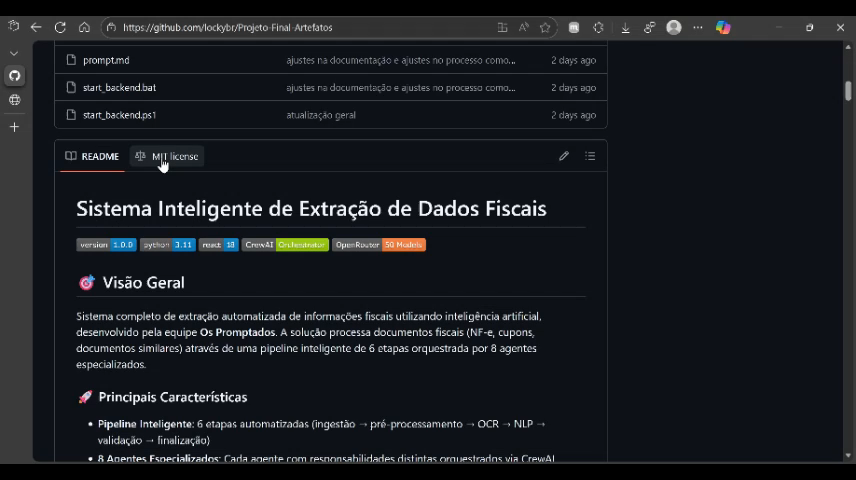 https://github.com/lockybr/Projeto-Final-Artefatos
prompt.md ajustes na documentação e ajustes no processo como... 2 days ago
start_backend.bat ajustes na documentação e ajustes no processo como... 2 days ago
start_backend.ps1 atualização geral 2 days ago
README MIT license
Sistema Inteligente de Extração de Dados Fiscais
version 1.0.0 python 3.11 react 18 CrewAI Orchestrator OpenRouter 50 Models
🎯 Visão Geral
Sistema completo de extração automatizada de informações fiscais utilizando inteligência artificial,
desenvolvido pela equipe Os Promptados. A solução processa documentos fiscais (NF-e, cupons,
documentos similares) através de uma pipeline inteligente de 6 etapas orquestrada por 8 agentes
especializados.
🚀 Principais Características
• Pipeline Inteligente: 6 etapas automatizadas (ingestão → pré-processamento → OCR → NLP →
validação → finalização)
• 8 Agentes Especializados: Cada agente com responsabilidades distintas orquestrados via CrewAI